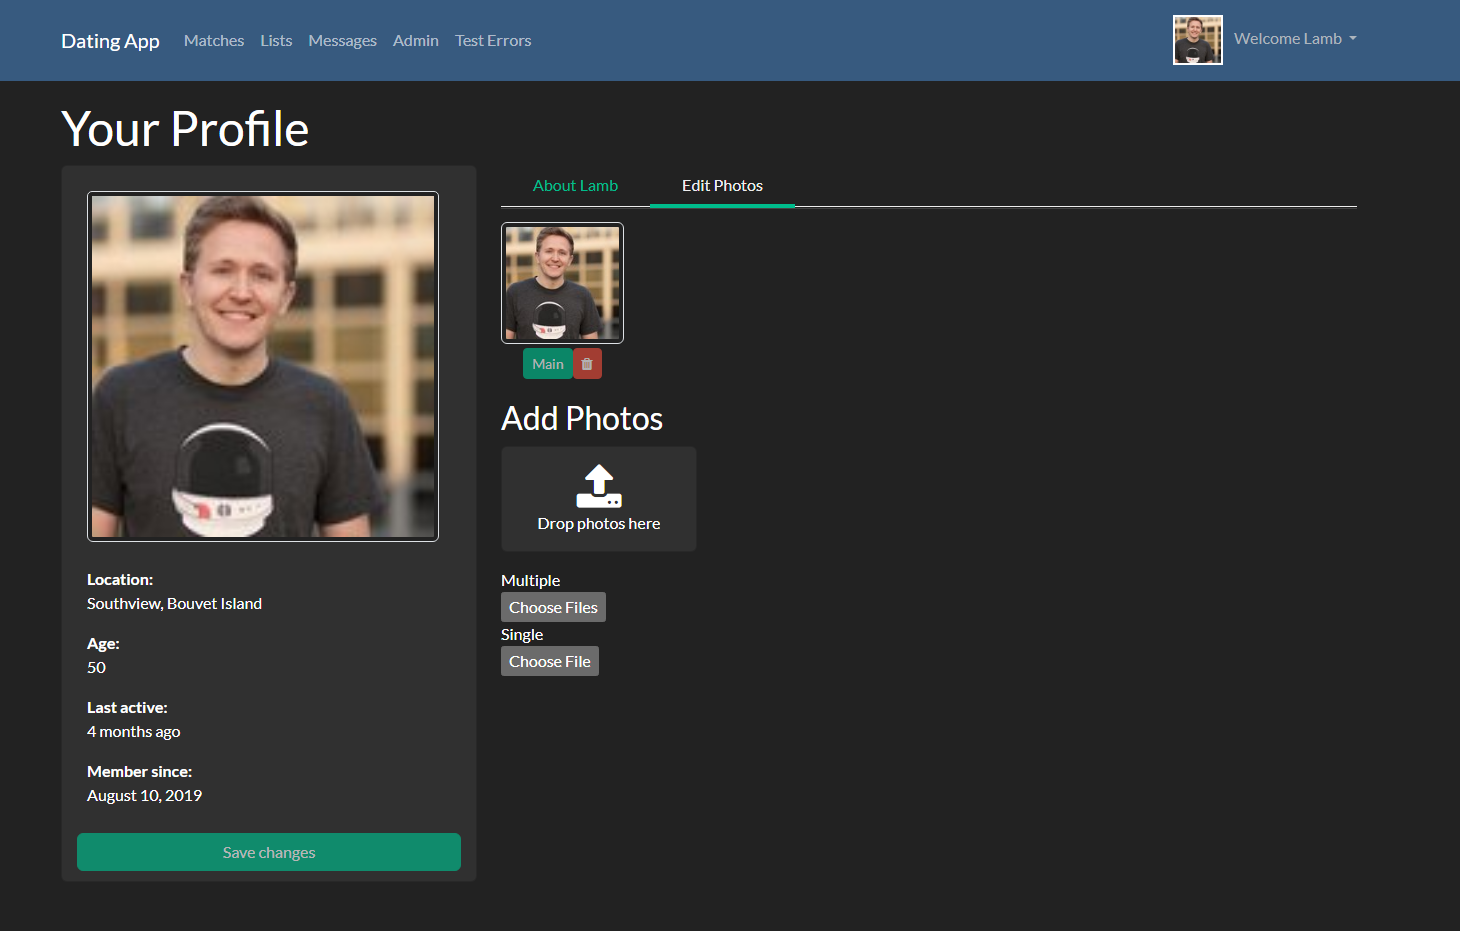 Dating App Matches Lists Messages Admin Test Errors Welcome Lamb
Your Profile
About Lamb Edit Photos
Main
Add Photos
Drop photos here
Multiple
Choose Files
Single
Choose File
Location:
Southview, Bouvet Island
Age:
50
Last active:
4 months ago
Member since:
August 10, 2019
Save changes